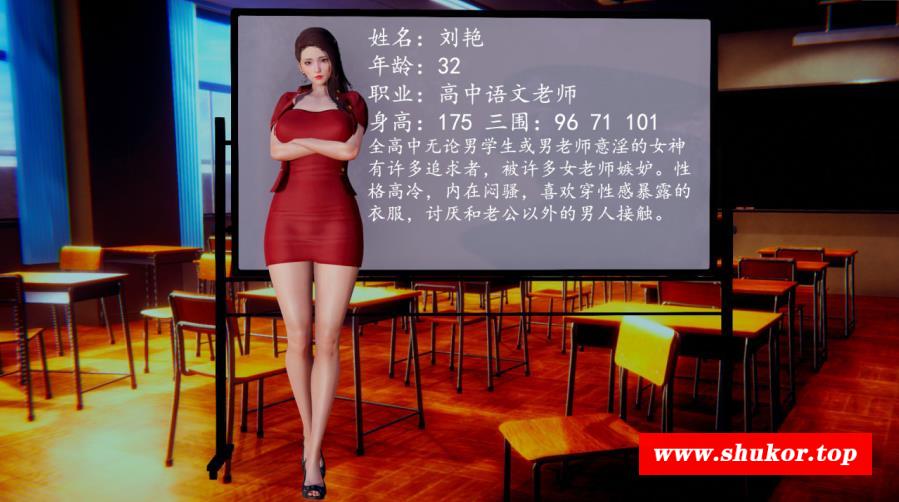 姓名：刘艳
年龄：32
职业：高中语文老师
身高：175 三围：96 71 101
全高中无论男学生或男老师意淫的女神
有许多追求者，被许多女老师嫉妒。性
格高冷，内在闷骚，喜欢穿性感暴露的
衣服，讨厌和老公以外的男人接触。
www.shukor.top